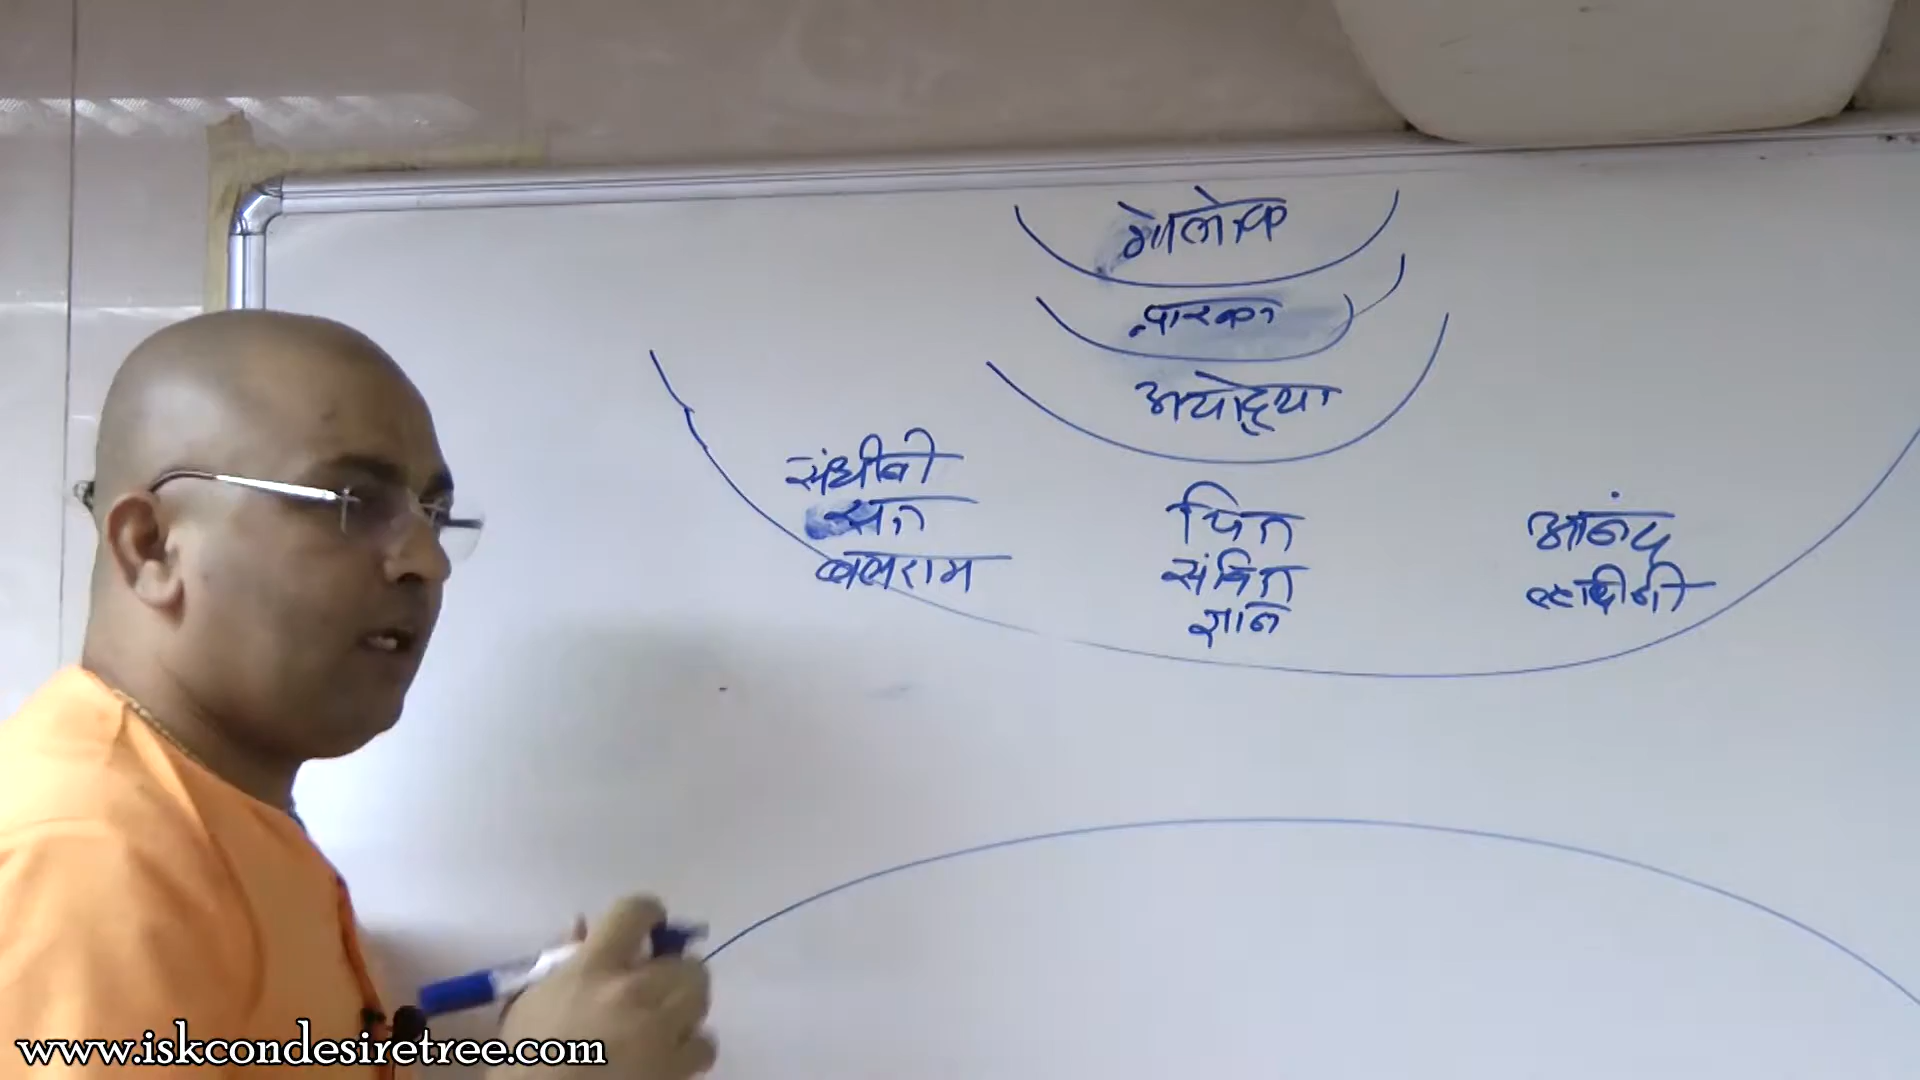 गोलोक
द्वारका
अयोद्या
संधीनी
सत
बलराम
चित
संवित
ज्ञान
आनंद
ल्हादीनी
www.iskcondesiretree.com